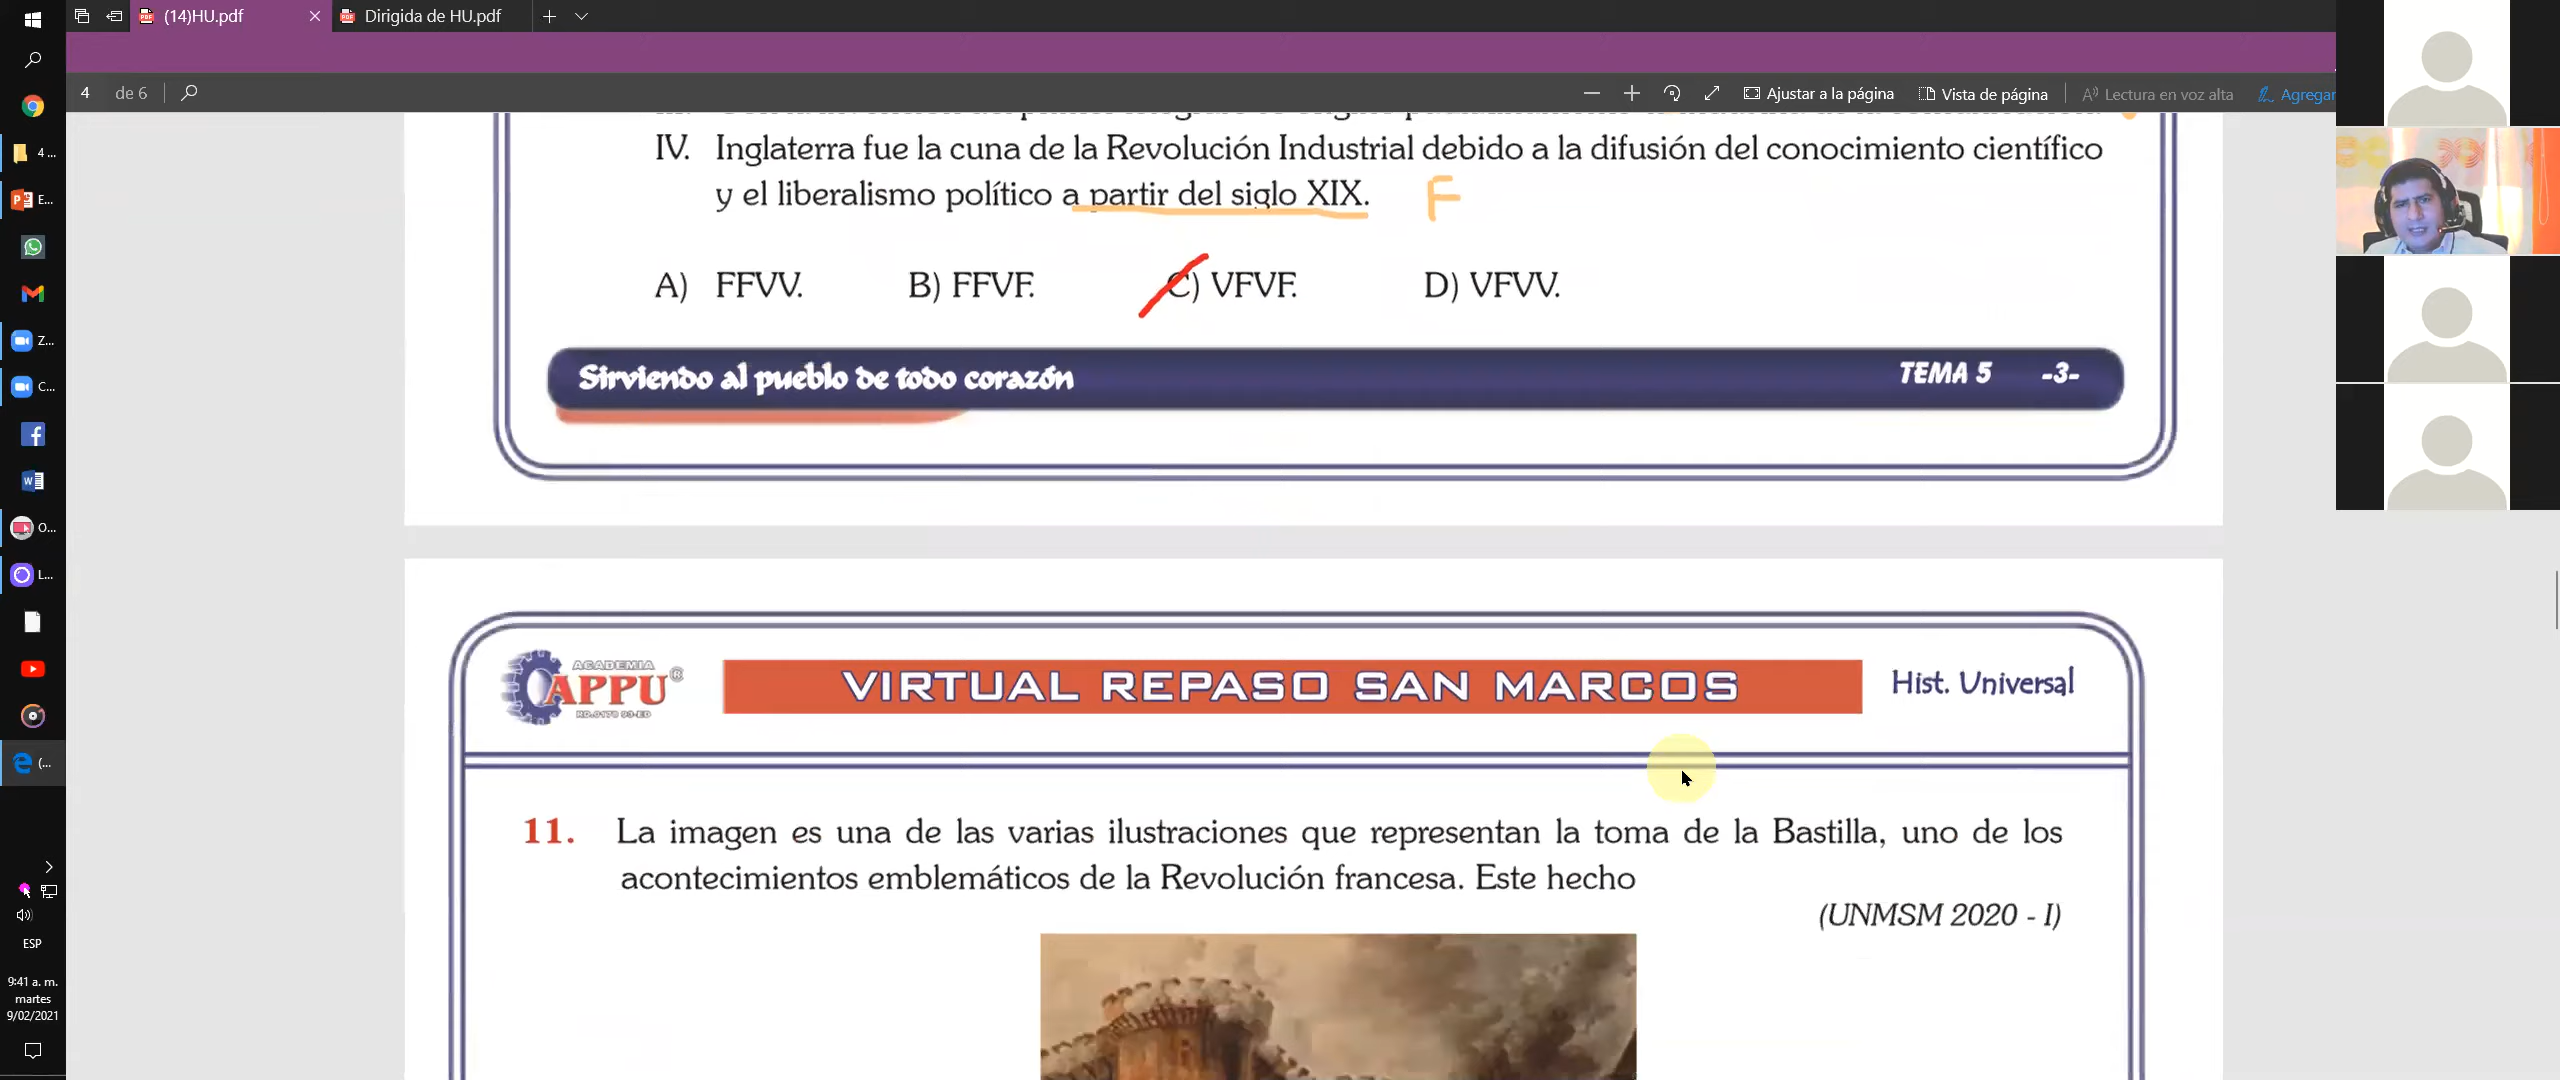 (14)HU.pdf
Dirigida de HU.pdf
4 de 6
Ajustar a la página
Vista de página
Lectura en voz alta
Agregar
IV. Inglaterra fue la cuna de la Revolución Industrial debido a la difusión del conocimiento científico
y el liberalismo político a partir del siglo XIX. F
A) FFVV. B) FFVF. C) VFVF. D) VFVV.
Sirviendo al pueblo de todo corazón TEMA 5 -3-
ACADEMIA
APPU®
VIRTUAL REPASO SAN MARCOS
Hist. Universal
11. La imagen es una de las varias ilustraciones que representan la toma de la Bastilla, uno de los
acontecimientos emblemáticos de la Revolución francesa. Este hecho
(UNMSM 2020 - I)
4 ...
E...
Z...
C...
O...
L...
(...
ESP
9:41 a. m.
martes
9/02/2021